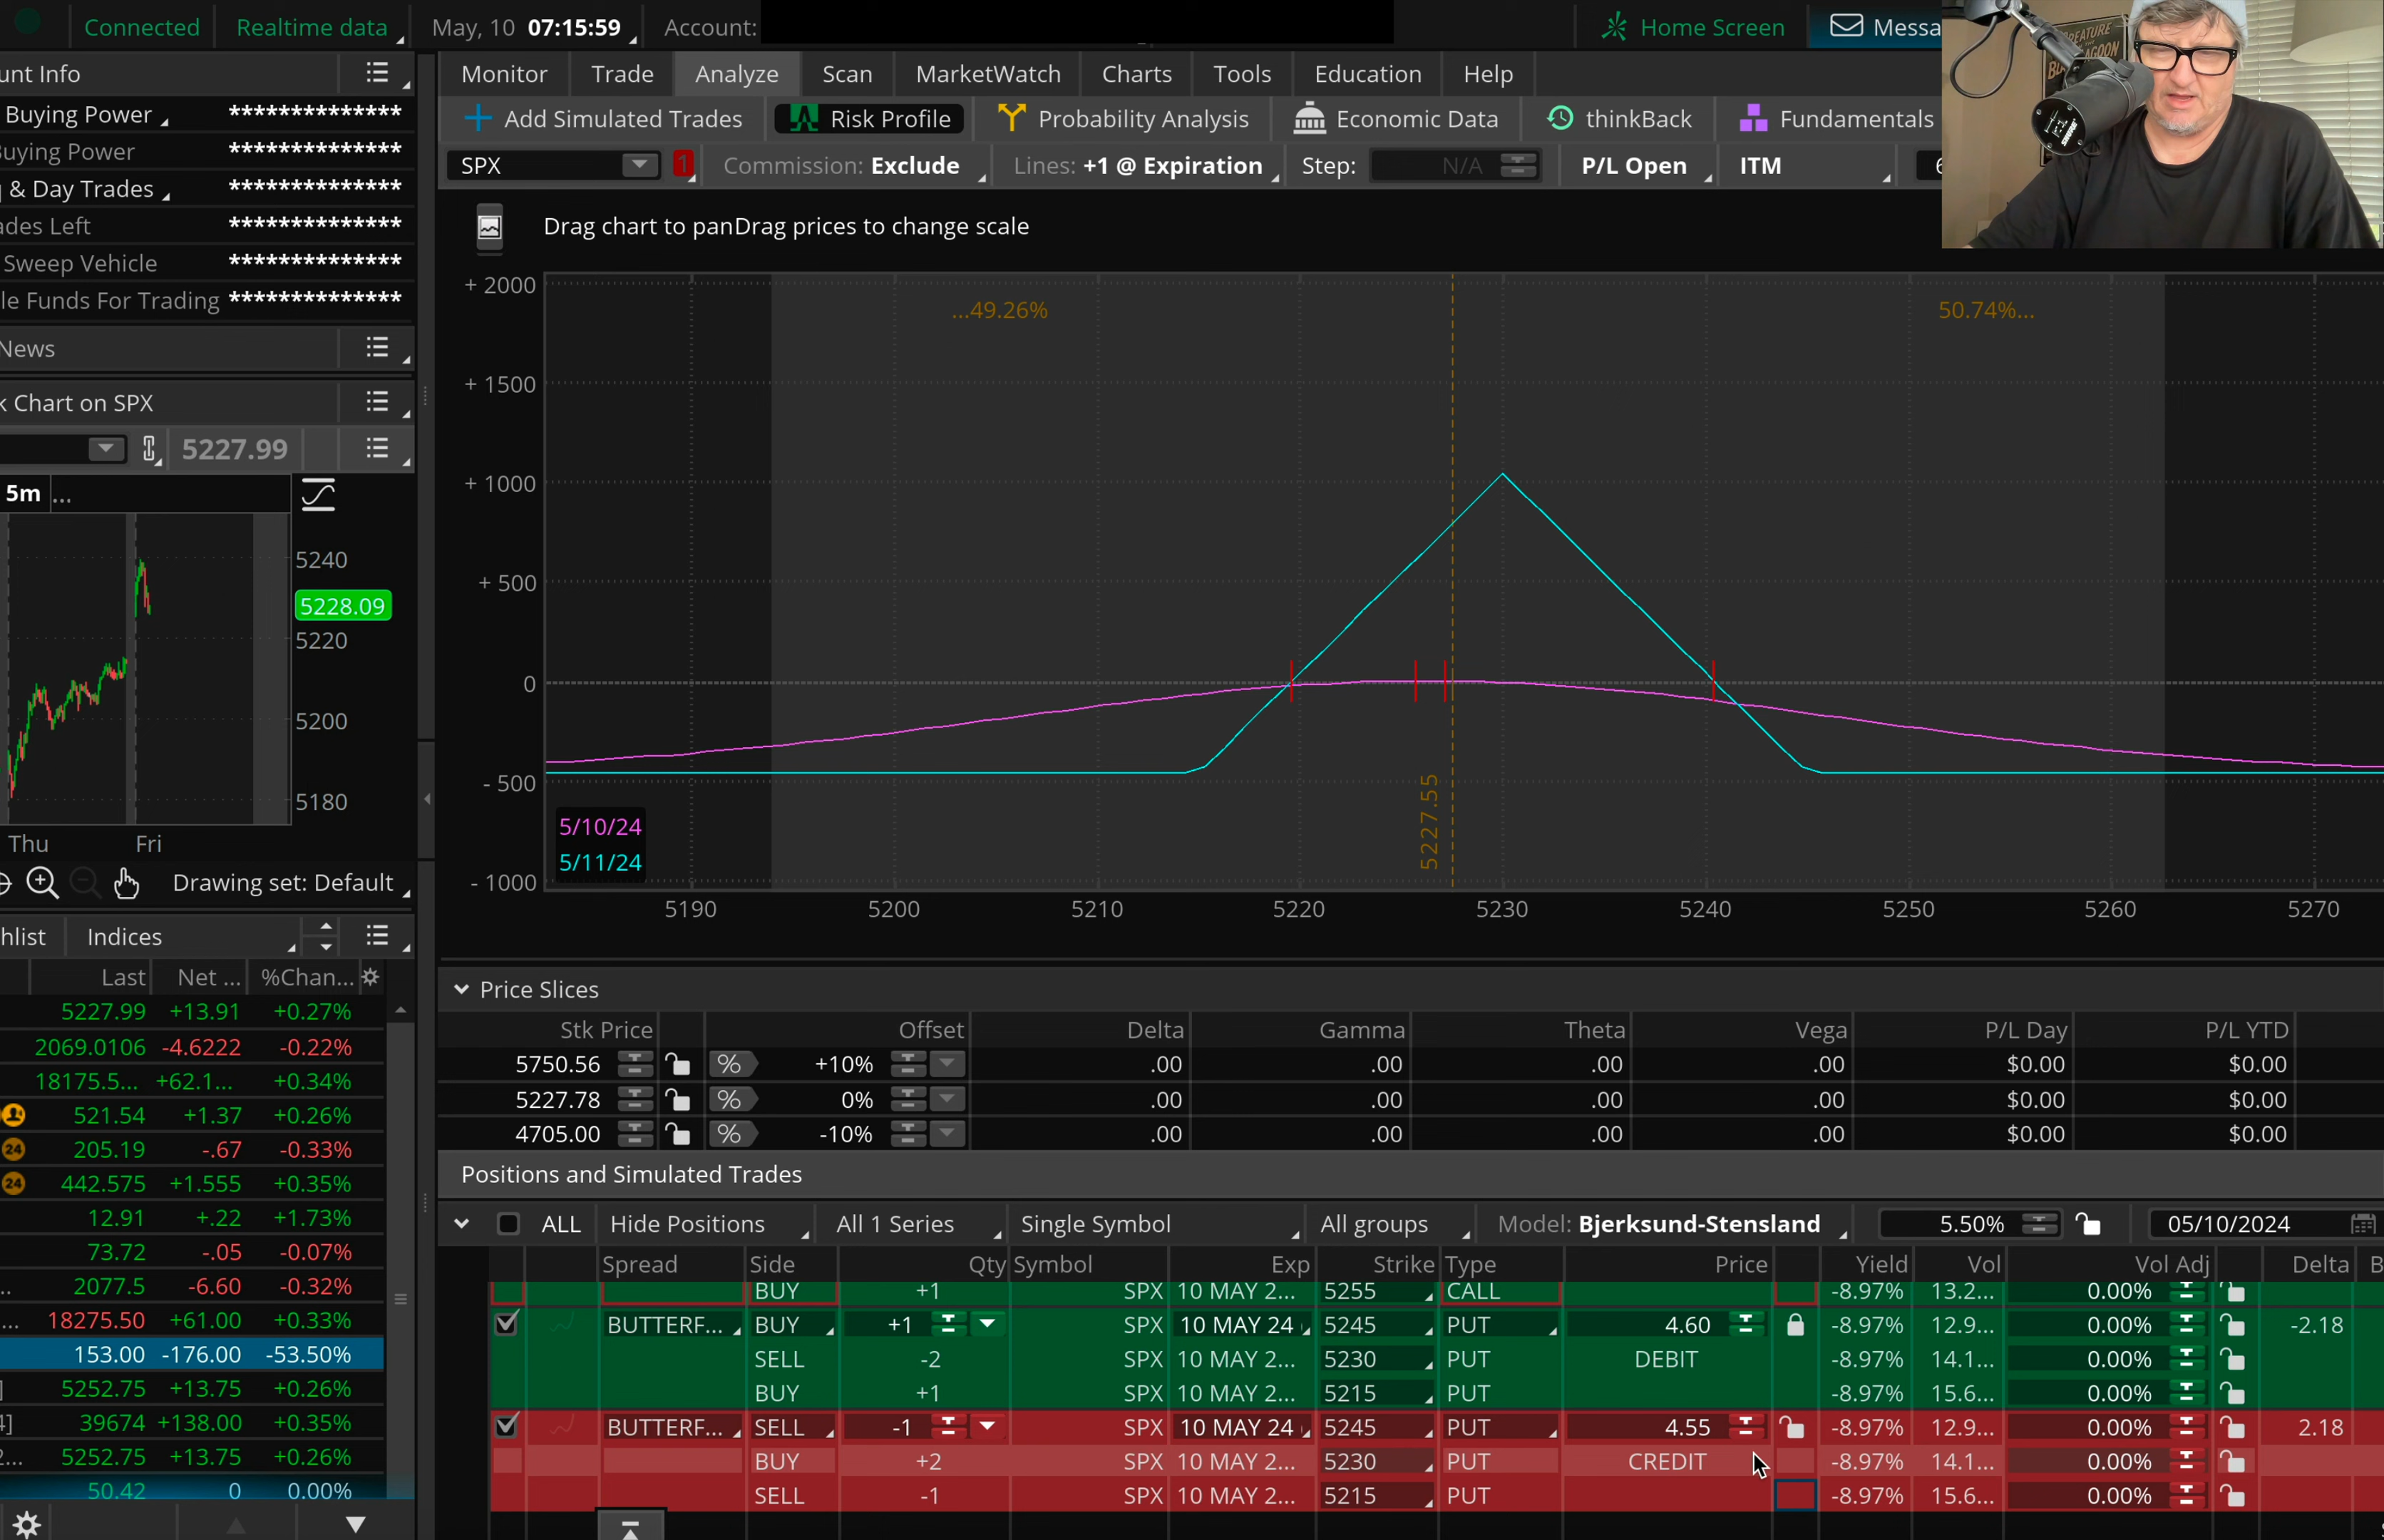 Connected Realtime data May, 10 07:15:59 Account: Home Screen Messa
unt Info
Buying Power **************
Buying Power **************
& Day Trades **************
ades Left **************
Sweep Vehicle **************
le Funds For Trading **************
News
k Chart on SPX
5227.99
5m ...
5240
5228.09
5220
5200
5180
Thu Fri
Drawing set: Default
hlist Indices
Last Net ... %Chan...
5227.99 +13.91 +0.27%
2069.0106 -4.6222 -0.22%
18175.5... +62.1... +0.34%
521.54 +1.37 +0.26%
24 205.19 -.67 -0.33%
24 442.575 +1.555 +0.35%
12.91 +.22 +1.73%
73.72 -.05 -0.07%
.. 2077.5 -6.60 -0.32%
... 18275.50 +61.00 +0.33%
153.00 -176.00 -53.50%
] 5252.75 +13.75 +0.26%
4] 39674 +138.00 +0.35%
2... 5252.75 +13.75 +0.26%
50.42 0 0.00%
Monitor Trade Analyze Scan MarketWatch Charts Tools Education Help
Add Simulated Trades Risk Profile Probability Analysis Economic Data thinkBack Fundamentals
SPX 1 Commission: Exclude Lines: +1 @ Expiration Step: N/A P/L Open ITM
Drag chart to panDrag prices to change scale
+ 2000
+ 1500
+ 1000
+ 500
0
- 500
- 1000
...49.26% 50.74%...
5227.55
5/10/24
5/11/24
5190 5200 5210 5220 5230 5240 5250 5260 5270
Price Slices
Stk Price Offset Delta Gamma Theta Vega P/L Day P/L YTD
5750.56 % +10% .00 .00 .00 .00 $0.00 $0.00
5227.78 % 0% .00 .00 .00 .00 $0.00 $0.00
4705.00 % -10% .00 .00 .00 .00 $0.00 $0.00
Positions and Simulated Trades
ALL Hide Positions All 1 Series Single Symbol All groups Model: Bjerksund-Stensland 5.50% 05/10/2024
Spread Side Qty Symbol Exp Strike Type Price Yield Vol Vol Adj Delta B
BUY +1 SPX 10 MAY 2... 5255 CALL -8.97% 13.2... 0.00%
BUTTERF... BUY +1 SPX 10 MAY 24 5245 PUT 4.60 -8.97% 12.9... 0.00% -2.18
SELL -2 SPX 10 MAY 2... 5230 PUT DEBIT -8.97% 14.1... 0.00%
BUY +1 SPX 10 MAY 2... 5215 PUT -8.97% 15.6... 0.00%
BUTTERF... SELL -1 SPX 10 MAY 24 5245 PUT 4.55 -8.97% 12.9... 0.00% 2.18
BUY +2 SPX 10 MAY 2... 5230 PUT CREDIT -8.97% 14.1... 0.00%
SELL -1 SPX 10 MAY 2... 5215 PUT -8.97% 15.6... 0.00%